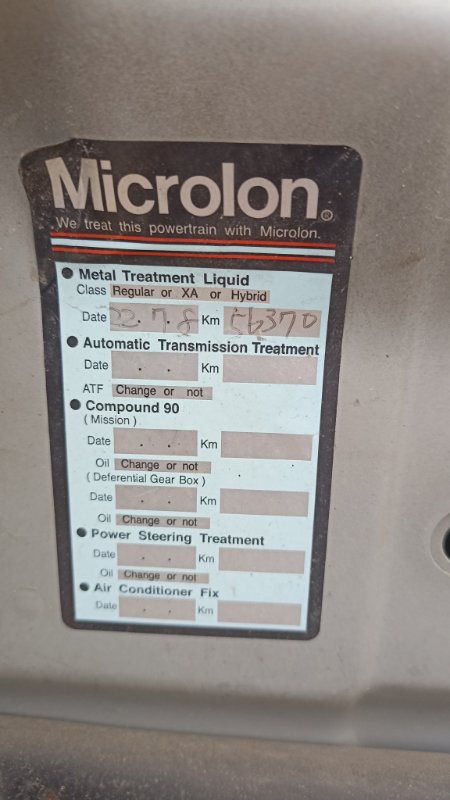 Microlon®
We treat this powertrain with Microlon.
● Metal Treatment Liquid
Class Regular or XA or Hybrid
Date 22.7.8 Km 56370
● Automatic Transmission Treatment
Date . . Km
ATF Change or not
● Compound 90
( Mission )
Date . . Km
Oil Change or not
( Deferential Gear Box )
Date . . Km
Oil Change or not
● Power Steering Treatment
Date . . Km
Oil Change or not
● Air Conditioner Fix
Date . . Km